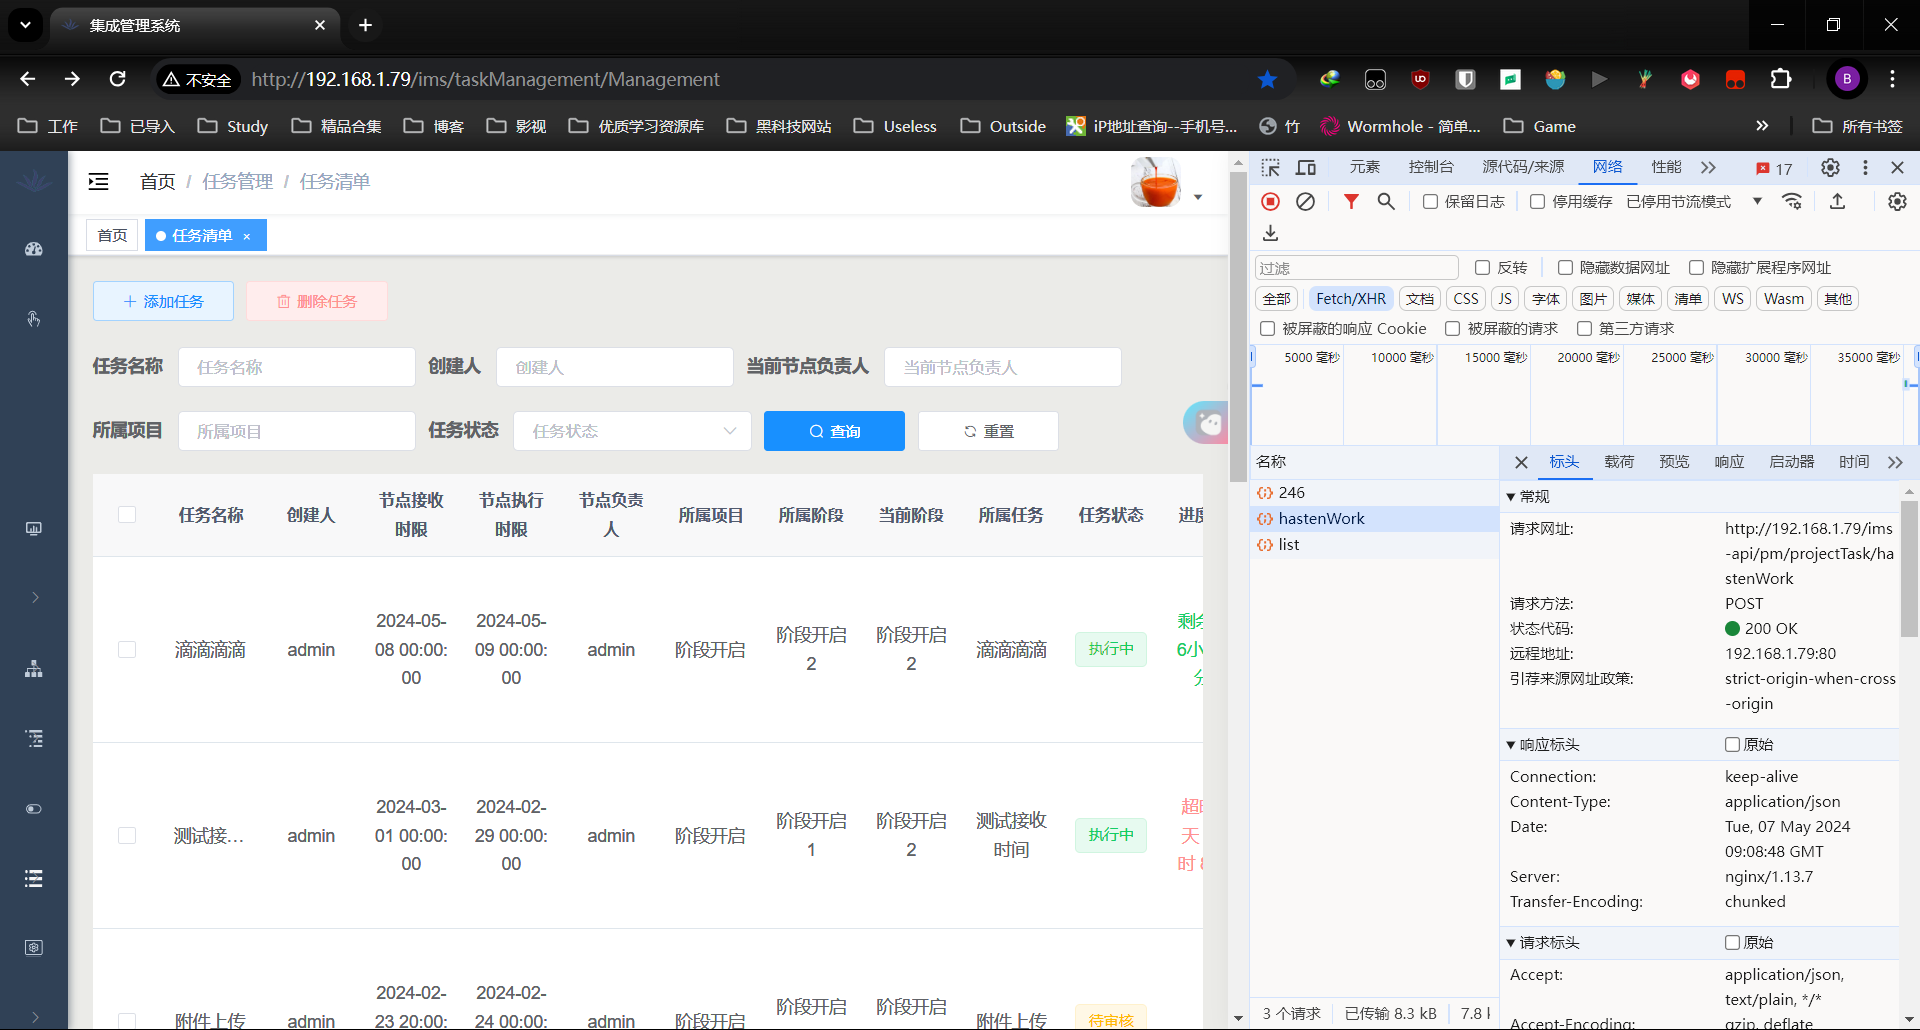 集成管理系统
不安全
http://192.168.1.79/ims/taskManagement/Management
B
工作
已导入
Study
精品合集
博客
影视
优质学习资源库
黑科技网站
Useless
Outside
iP地址查询--手机号...
竹
Wormhole - 简单...
Game
所有书签
首页 / 任务管理 / 任务清单
首页
任务清单 ×
添加任务
删除任务
任务名称
任务名称
创建人
创建人
当前节点负责人
当前节点负责人
所属项目
所属项目
任务状态
任务状态
查询
重置
任务名称
创建人
节点接收
时限
节点执行
时限
节点负责
人
所属项目
所属阶段
当前阶段
所属任务
任务状态
滴滴滴滴
admin
2024-05-
08 00:00:
00
2024-05-
09 00:00:
00
admin
阶段开启
阶段开启
2
阶段开启
2
滴滴滴滴
执行中
测试接...
admin
2024-03-
01 00:00:
00
2024-02-
29 00:00:
00
admin
阶段开启
阶段开启
1
阶段开启
2
测试接收
时间
执行中
天
附件上传
admin
2024-02-
23 20:00:
2024-02-
24 00:00:
admin
阶段开启
阶段开启
阶段开启
附件上传
待审核
元素
控制台
源代码/来源
网络
性能
17
保留日志
停用缓存
已停用节流模式
过滤
反转
隐藏数据网址
隐藏扩展程序网址
全部
Fetch/XHR
文档
CSS
JS
字体
图片
媒体
清单
WS
Wasm
其他
被屏蔽的响应 Cookie
被屏蔽的请求
第三方请求
5000 毫秒
10000 毫秒
15000 毫秒
20000 毫秒
25000 毫秒
30000 毫秒
35000 毫秒
名称
246
hastenWork
list
标头
载荷
预览
响应
启动器
时间
常规
请求网址:
http://192.168.1.79/ims
-api/pm/projectTask/ha
stenWork
请求方法:
POST
状态代码:
200 OK
远程地址:
192.168.1.79:80
引荐来源网址政策:
strict-origin-when-cross
-origin
响应标头
原始
Connection:
keep-alive
Content-Type:
application/json
Date:
Tue, 07 May 2024
09:08:48 GMT
Server:
nginx/1.13.7
Transfer-Encoding:
chunked
请求标头
原始
Accept:
application/json,
text/plain, */*
Accept-Encoding:
gzip, deflate
3 个请求
已传输 8.3 kB
7.8